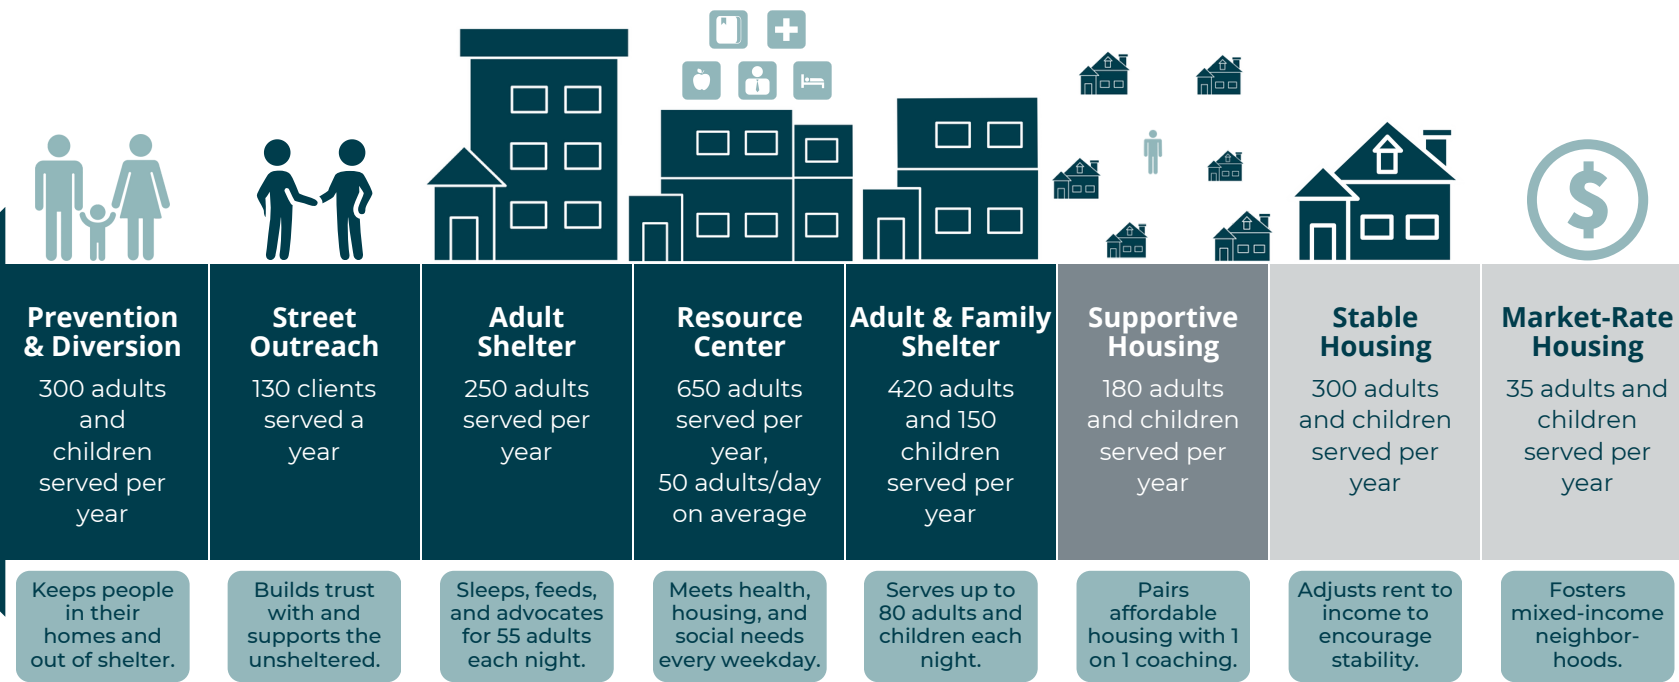 Prevention
& Diversion
300 adults
and
children
served per
year
Keeps people
in their
homes and
out of shelter.
Street
Outreach
130 clients
served a
year
Builds trust
with and
supports the
unsheltered.
Adult
Shelter
250 adults
served per
year
Sleeps, feeds,
and advocates
for 55 adults
each night.
Resource
Center
650 adults
served per
year,
50 adults/day
on average
Meets health,
housing, and
social needs
every weekday.
Adult & Family
Shelter
420 adults
and 150
children
served per
year
Serves up to
80 adults and
children each
night.
Supportive
Housing
180 adults
and children
served per
year
Pairs
affordable
housing with 1
on 1 coaching.
Stable
Housing
300 adults
and children
served per
year
Adjusts rent to
income to
encourage
stability.
$
Market-Rate
Housing
35 adults and
children
served per
year
Fosters
mixed-income
neighbor-
hoods.